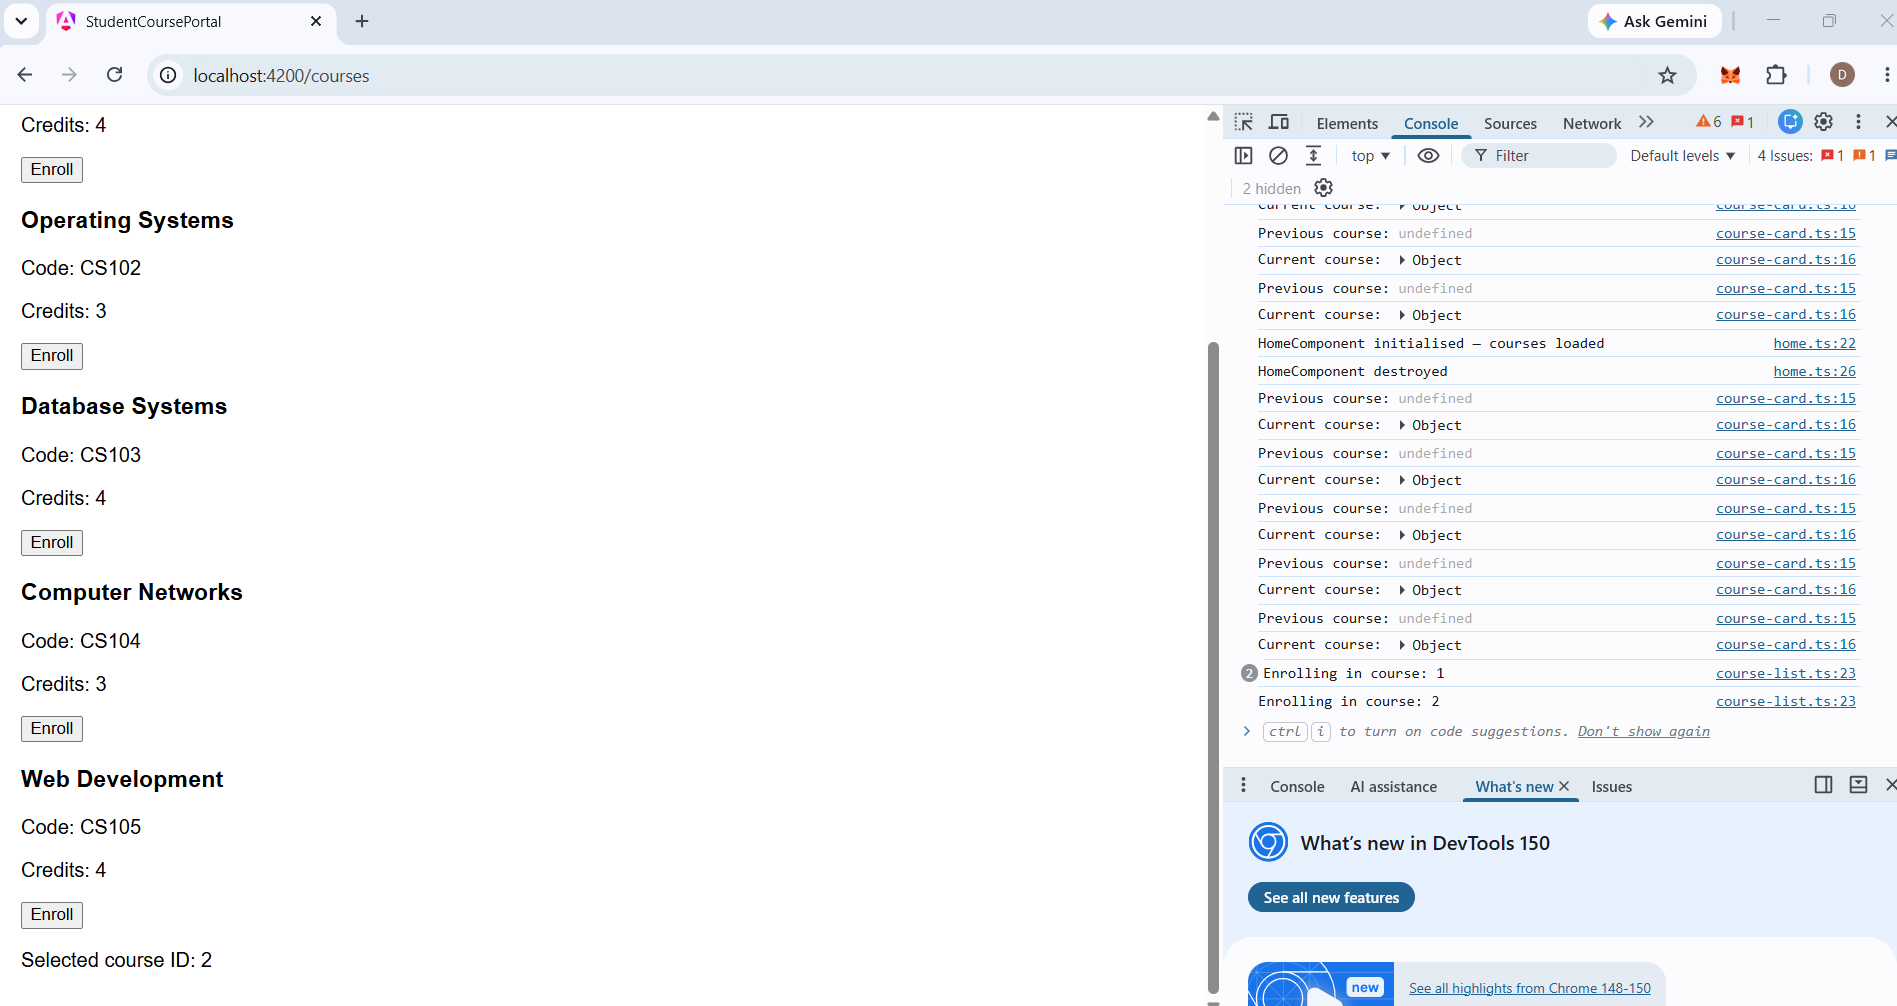 StudentCoursePortal
Ask Gemini
localhost:4200/courses
D
Credits: 4
Enroll
Operating Systems
Code: CS102
Credits: 3
Enroll
Database Systems
Code: CS103
Credits: 4
Enroll
Computer Networks
Code: CS104
Credits: 3
Enroll
Web Development
Code: CS105
Credits: 4
Enroll
Selected course ID: 2
Elements Console Sources Network 6 1
top Filter Default levels 4 Issues: 1 1
2 hidden
Current course: Object course-card.ts:16
Previous course: undefined course-card.ts:15
Current course: Object course-card.ts:16
Previous course: undefined course-card.ts:15
Current course: Object course-card.ts:16
HomeComponent initialised — courses loaded home.ts:22
HomeComponent destroyed home.ts:26
Previous course: undefined course-card.ts:15
Current course: Object course-card.ts:16
Previous course: undefined course-card.ts:15
Current course: Object course-card.ts:16
Previous course: undefined course-card.ts:15
Current course: Object course-card.ts:16
Previous course: undefined course-card.ts:15
Current course: Object course-card.ts:16
Previous course: undefined course-card.ts:15
Current course: Object course-card.ts:16
2 Enrolling in course: 1 course-list.ts:23
Enrolling in course: 2 course-list.ts:23
ctrl i to turn on code suggestions. Don't show again
Console AI assistance What's new Issues
What's new in DevTools 150
See all new features
new
See all highlights from Chrome 148-150